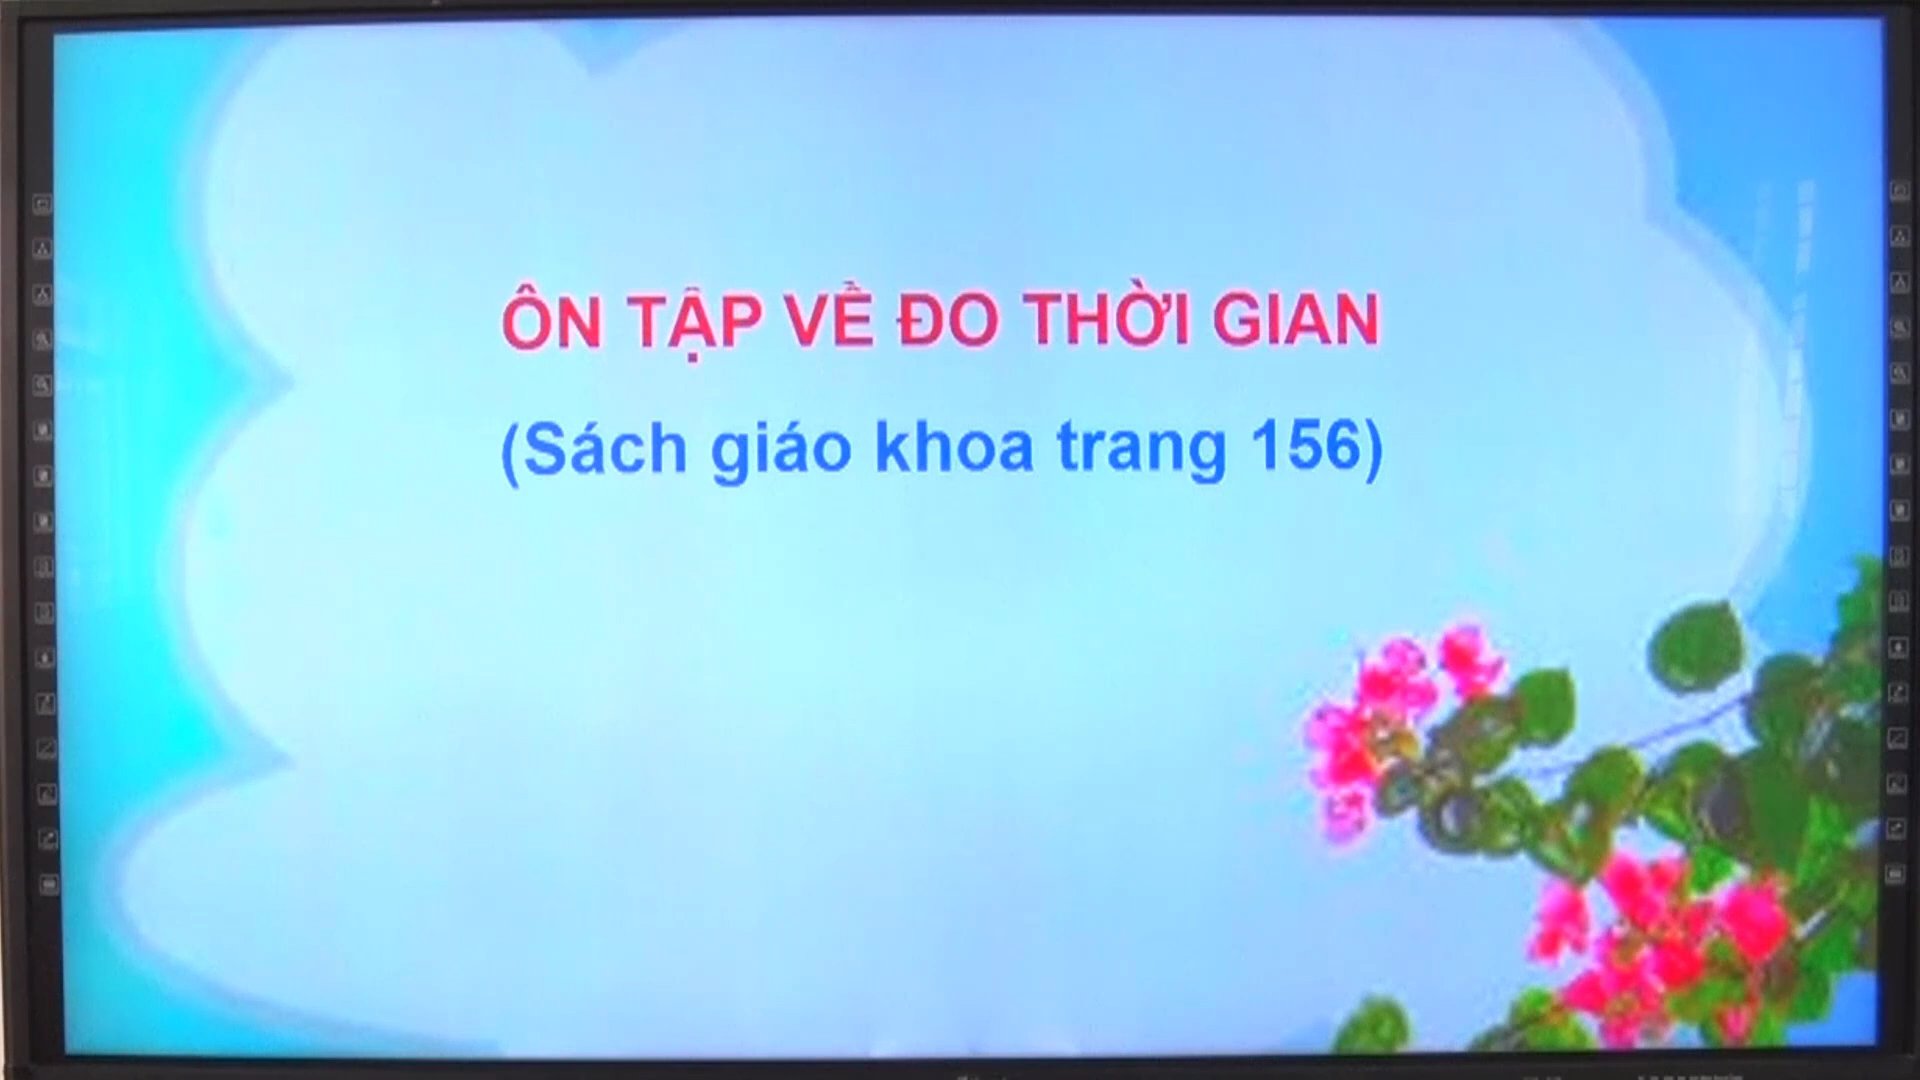 ÔN TẬP VỀ ĐO THỜI GIAN
(Sách giáo khoa trang 156)